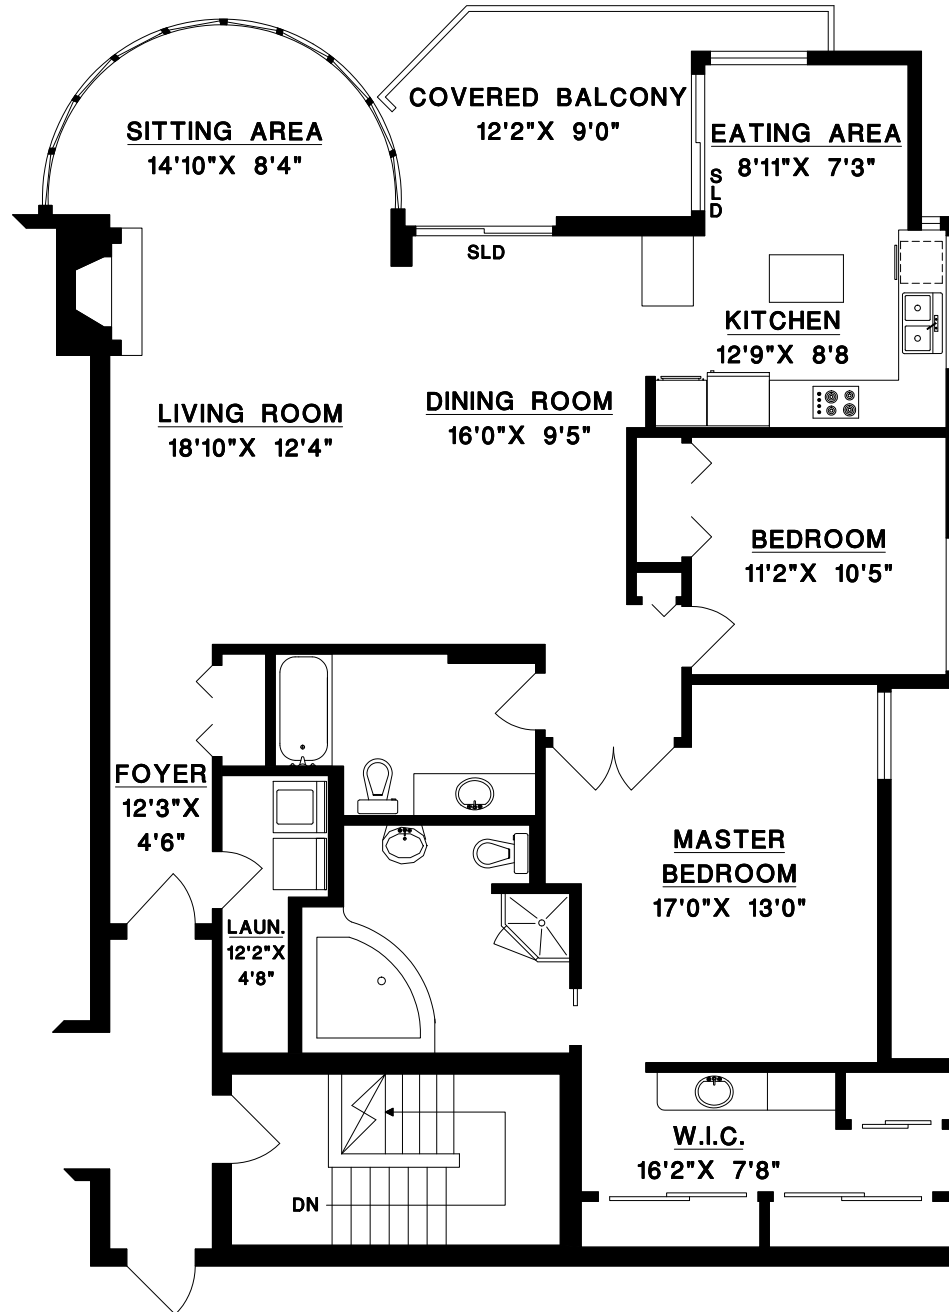 COVERED BALCONY
12'2"X 9'0"
SITTING AREA
14'10"X 8'4"
EATING AREA
8'11"X 7'3"
SLD
SLD
KITCHEN
12'9"X 8'8
LIVING ROOM
18'10"X 12'4"
DINING ROOM
16'0"X 9'5"
BEDROOM
11'2"X 10'5"
FOYER
12'3"X
4'6"
MASTER
BEDROOM
17'0"X 13'0"
LAUN.
12'2"X
4'8"
W.I.C.
16'2"X 7'8"
DN